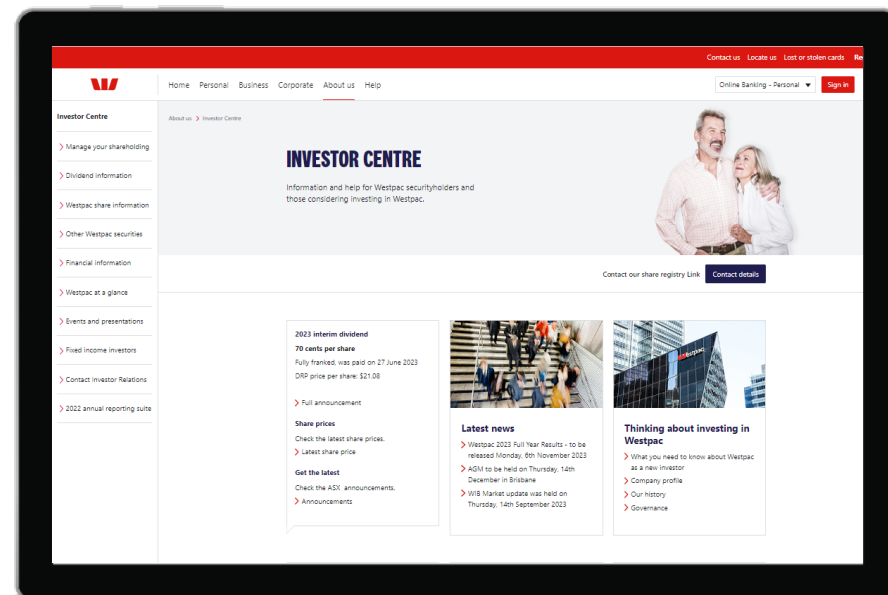 Contact us Locate us Lost or stolen cards
Home Personal Business Corporate About us Help
Online Banking - Personal Sign in
Investor Centre
Manage your shareholding
Dividend information
Westpac share information
Other Westpac securities
Financial information
Westpac at a glance
Events and presentations
Fixed income investors
Contact Investor Relations
2022 annual reporting suite
About us Investor Centre
INVESTOR CENTRE
Information and help for Westpac securityholders and
those considering investing in Westpac.
Contact our share registry Link Contact details
2023 interim dividend
70 cents per share
Fully franked, was paid on 27 June 2023
DRP price per share: $21.08
Full announcement
Share prices
Check the latest share prices.
Latest share price
Get the latest
Check the ASX announcements.
Announcements
Latest news
Westpac 2023 Full Year Results - to be
released Monday, 6th November 2023
AGM to be held on Thursday, 14th
December in Brisbane
WIB Market update was held on
Thursday, 14th September 2023
Westpac
Thinking about investing in
Westpac
What you need to know about Westpac
as a new investor
Company profile
Our history
Governance